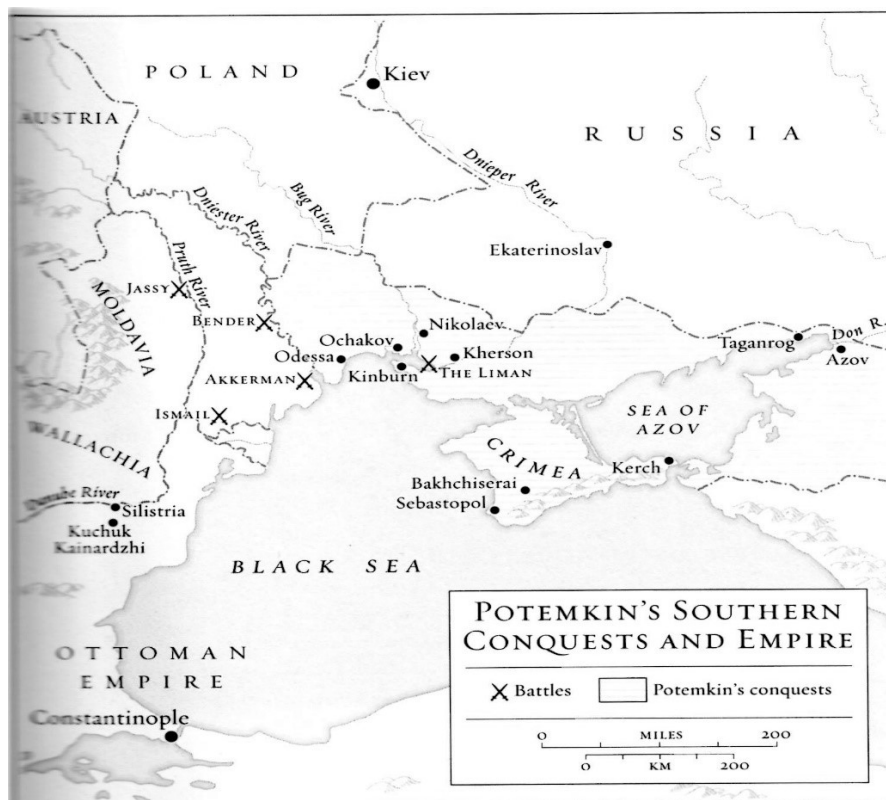 POLAND
Kiev
AUSTRIA
RUSSIA
Dnieper River
Dniester River
Bug River
Ekaterinoslav
Pruth River
JASSY
MOLDAVIA
BENDER
Nikolaev
Ochakov
Odessa
Kherson
Taganrog
Don R.
Azov
AKKERMAN
Kinburn
THE LIMAN
ISMAIL
SEA OF
AZOV
WALLACHIA
CRIMEA
Kerch
Bakhchiserai
Sebastopol
Danube River
Silistria
Kuchuk
Kainardzhi
BLACK SEA
POTEMKIN'S SOUTHERN
CONQUESTS AND EMPIRE
Battles
Potemkin's conquests
0 MILES 200
0 KM 200
OTTOMAN
EMPIRE
Constantinople